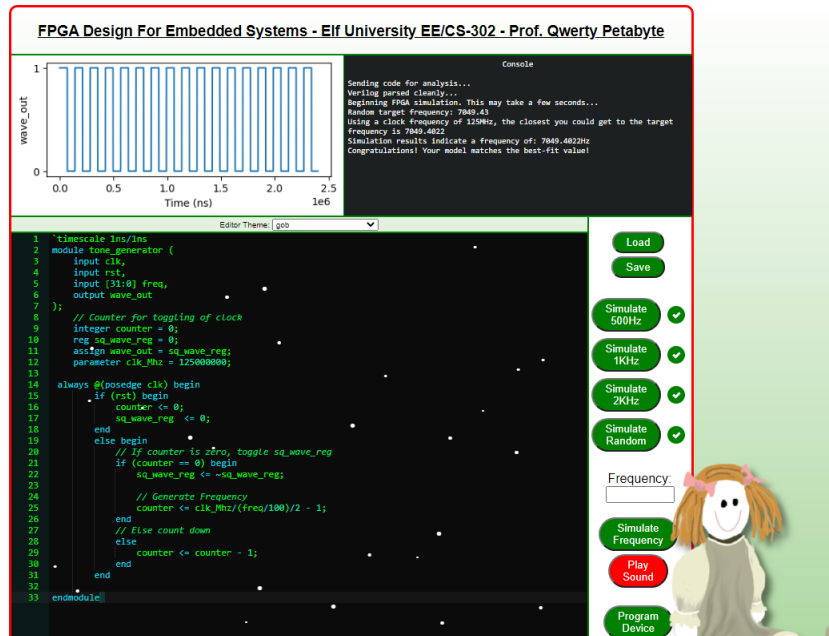 FPGA Design For Embedded Systems - Elf University EE/CS-302 - Prof. Qwerty Petabyte
wave_out
1
0
0.0 0.5 1.0 1.5 2.0 2.5
Time (ns)
1e6
Console
Sending code for analysis...
Verilog parsed cleanly...
Beginning FPGA simulation. This may take a few seconds...
Random target frequency: 7049.43
Using a clock frequency of 125MHz, the closest you could get to the target
frequency is 7049.4022
Simulation results indicate a frequency of: 7049.4022Hz
Congratulations! Your model matches the best-fit value!
Editor Theme: gob
1 `timescale 1ns/1ns
2 module tone_generator (
3 input clk,
4 input rst,
5 input [31:0] freq,
6 output wave_out
7 );
8 // Counter for toggling of clock
9 integer counter = 0;
10 reg sq_wave_reg = 0;
11 assign wave_out = sq_wave_reg;
12 parameter clk_Mhz = 125000000;
13
14 always @(posedge clk) begin
15 if (rst) begin
16 counter <= 0;
17 sq_wave_reg <= 0;
18 end
19 else begin
20 // If counter is zero, toggle sq_wave_reg
21 if (counter == 0) begin
22 sq_wave_reg <= ~sq_wave_reg;
23
24 // Generate Frequency
25 counter <= clk_Mhz/(freq/100)/2 - 1;
26 end
27 // Else count down
28 else
29 counter <= counter - 1;
30 end
31 end
32
33 endmodule
Load
Save
Simulate
500Hz
Simulate
1KHz
Simulate
2KHz
Simulate
Random
Frequency:
Simulate
Frequency
Play
Sound
Program
Device